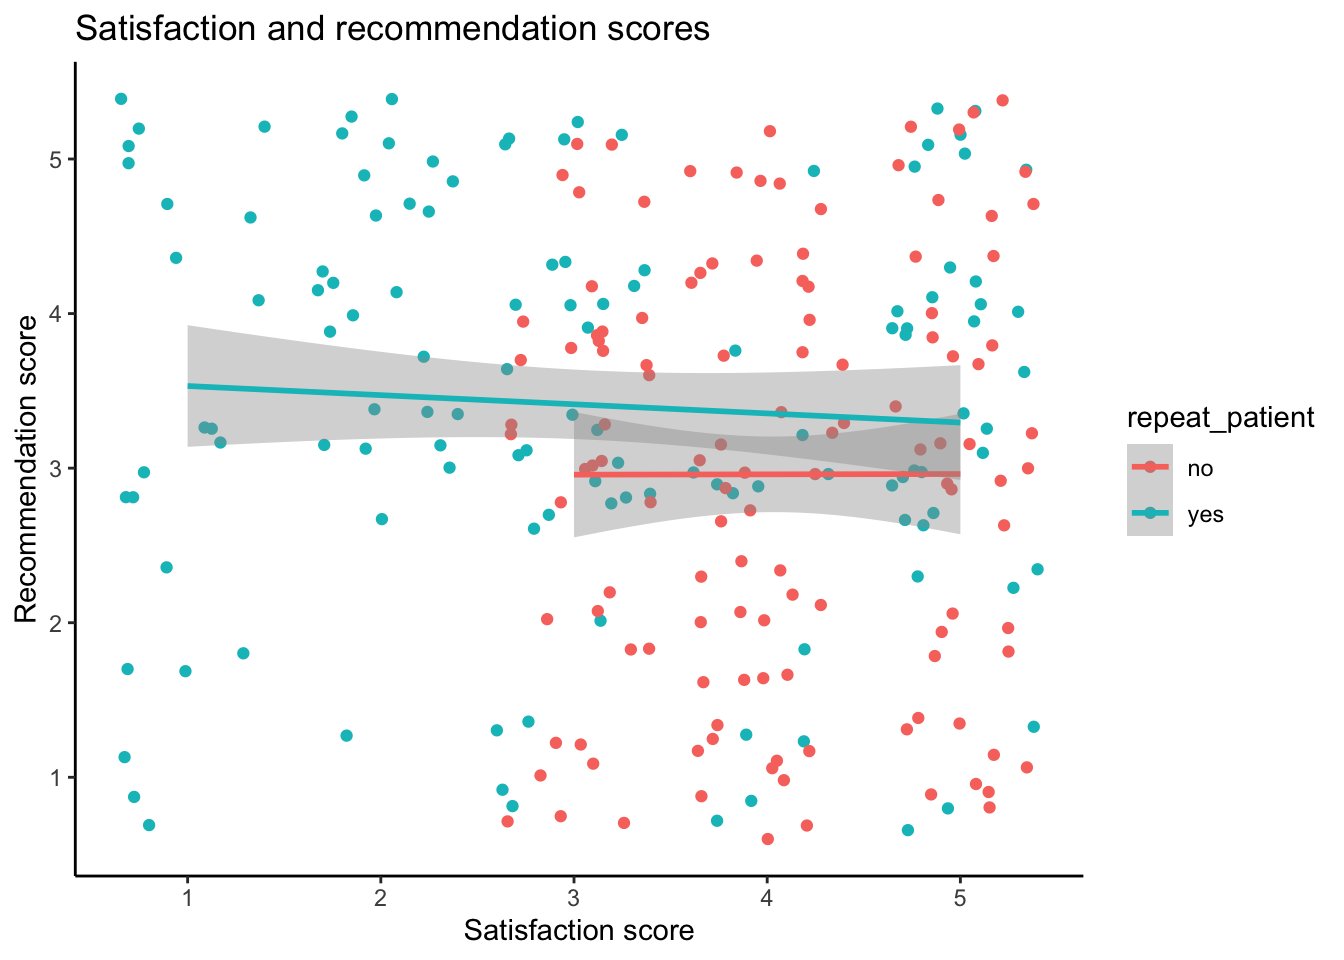 Satisfaction and recommendation scores
Recommendation score
5
4
3
2
1
1 2 3 4 5
Satisfaction score
repeat_patient
no
yes